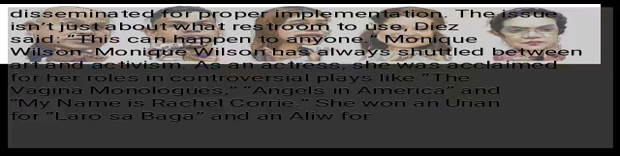 disseminated for proper implementation. The issue
isn't just about what restroom to use, Diez
said: "This can happen to anyone." Monique
Wilson Monique Wilson has always shuttled between
art and activism. As an actress, she was acclaimed
for her roles in controversial plays like "The
Vagina Monologues," "Angels in America" and
"My Name is Rachel Corrie." She won an Urian
for "Laro sa Baga" and an Aliw for